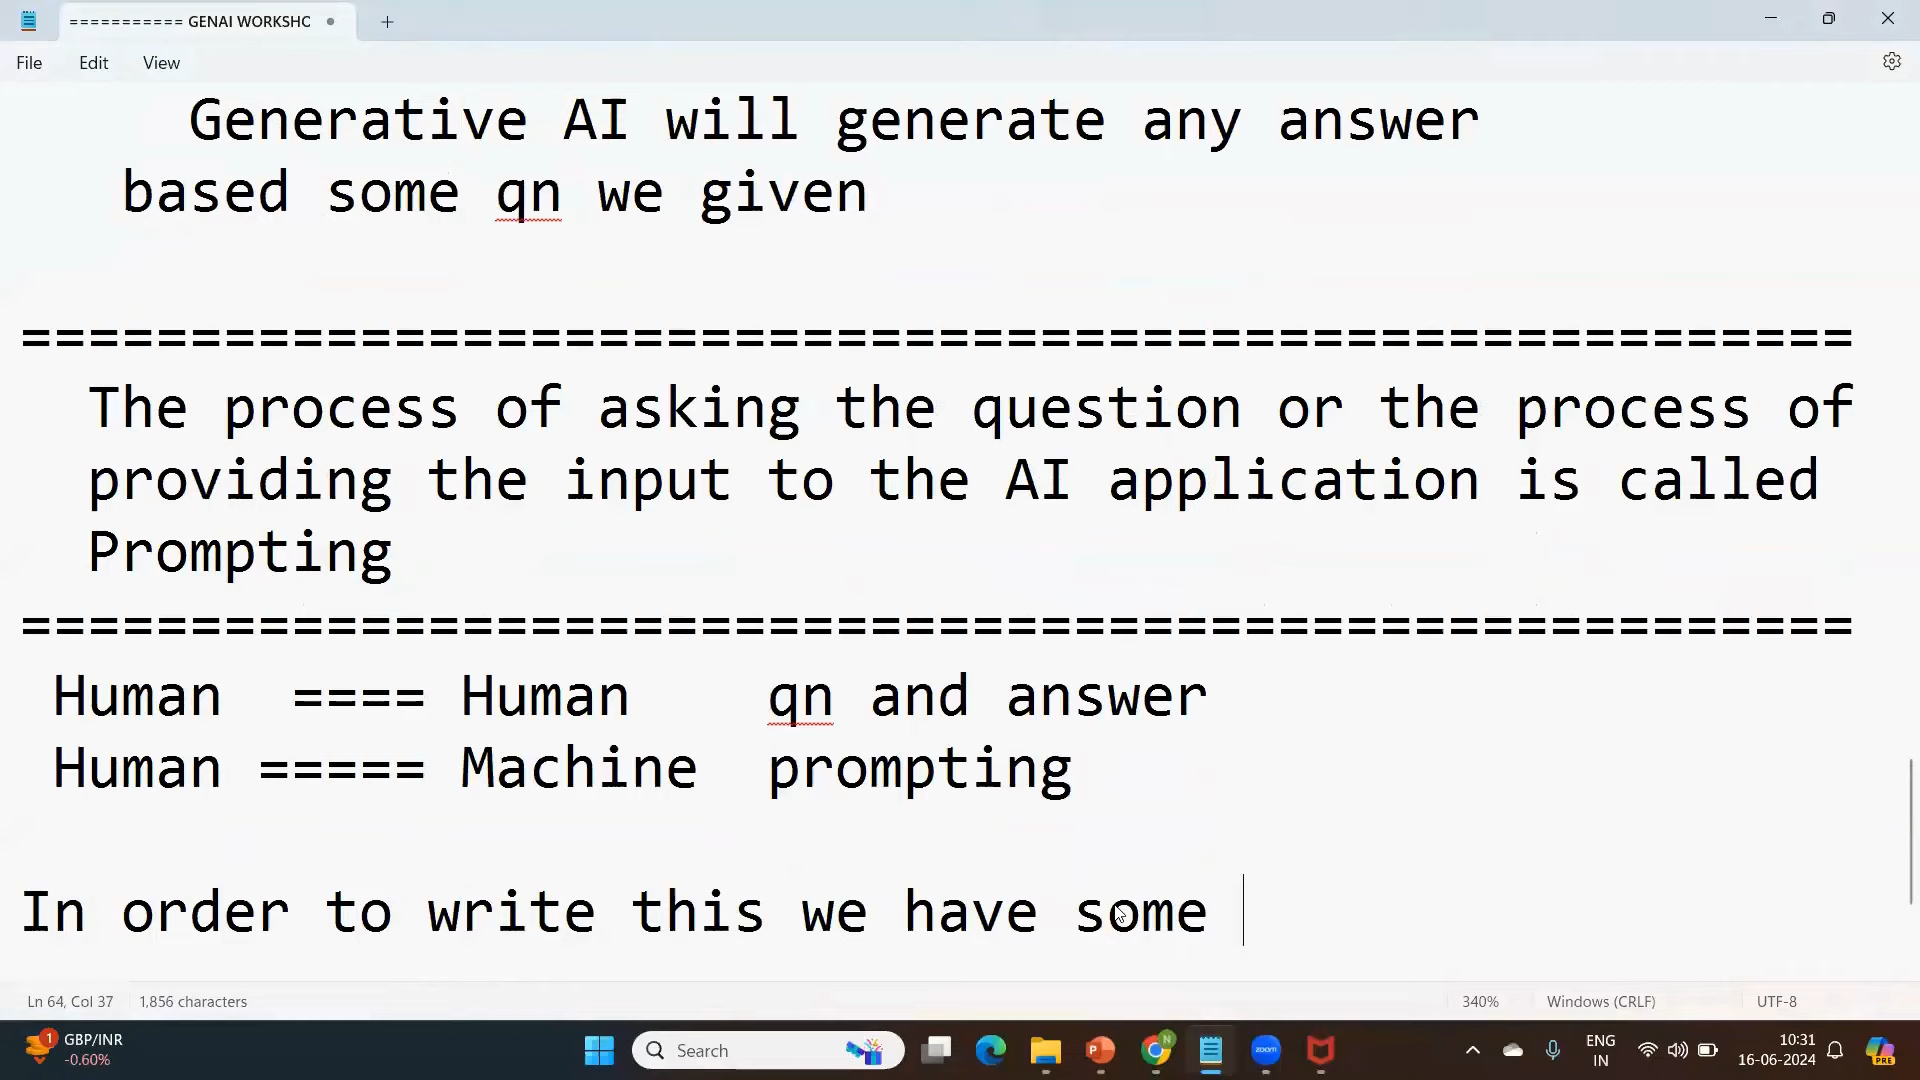 =========== GENAI WORKSHC
File Edit View
Generative AI will generate any answer
based some qn we given
======================================================
The process of asking the question or the process of
providing the input to the AI application is called
Prompting
======================================================
Human ==== Human qn and answer
Human ===== Machine prompting
In order to write this we have some
Ln 64, Col 37 1,856 characters 340% Windows (CRLF) UTF-8
1 GBP/INR
-0.60%
Search
zoom
ENG
IN
10:31
16-06-2024
PRE